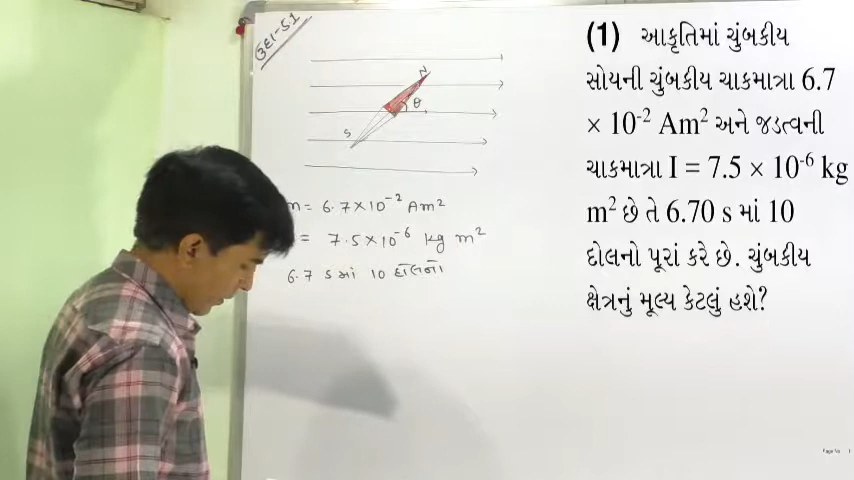 ઉદા-5.1
N
θ
S
m = 6.7×10⁻² Am²
= 7.5×10⁻⁶ kg m²
6.7 s માં 10 દોલનો
(1) આકૃતિમાં ચુંબકીય
સોયની ચુંબકીય ચાકમાત્રા 6.7
× 10⁻² Am² અને જડત્વની
ચાકમાત્રા I = 7.5 × 10⁻⁶ kg
m² છે તે 6.70 s માં 10
દોલનો પૂરાં કરે છે. ચુંબકીય
ક્ષેત્રનું મૂલ્ય કેટલું હશે?